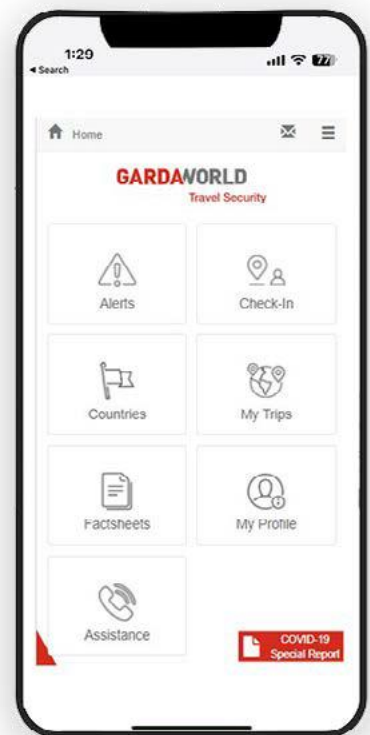 1:29
77
◀ Search
Home
GARDAWORLD
Travel Security
Alerts
Check-In
Countries
My Trips
Factsheets
My Profile
Assistance
COVID-19
Special Report